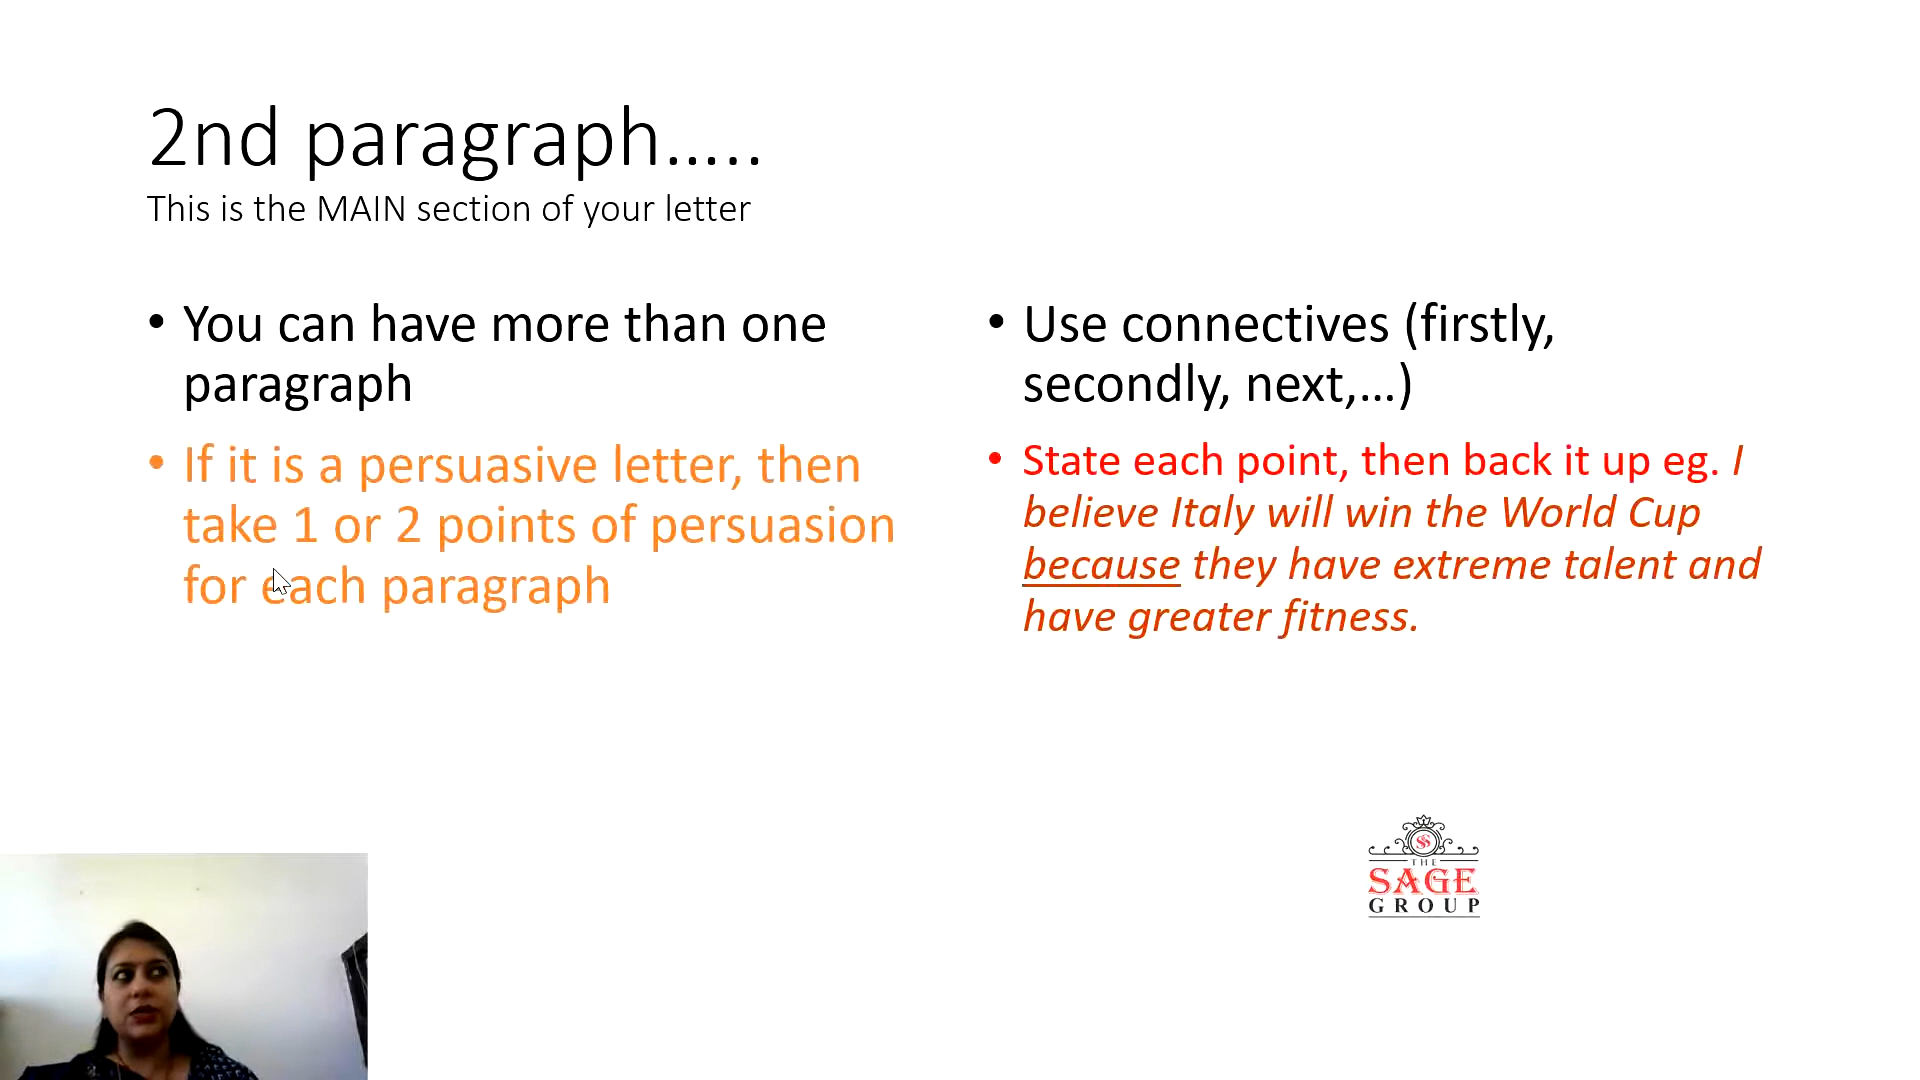 2nd paragraph.....
This is the MAIN section of your letter
• You can have more than one
paragraph
• If it is a persuasive letter, then
take 1 or 2 points of persuasion
for each paragraph
• Use connectives (firstly,
secondly, next,...)
• State each point, then back it up eg. I
believe Italy will win the World Cup
because they have extreme talent and
have greater fitness.
THE
SAGE
GROUP